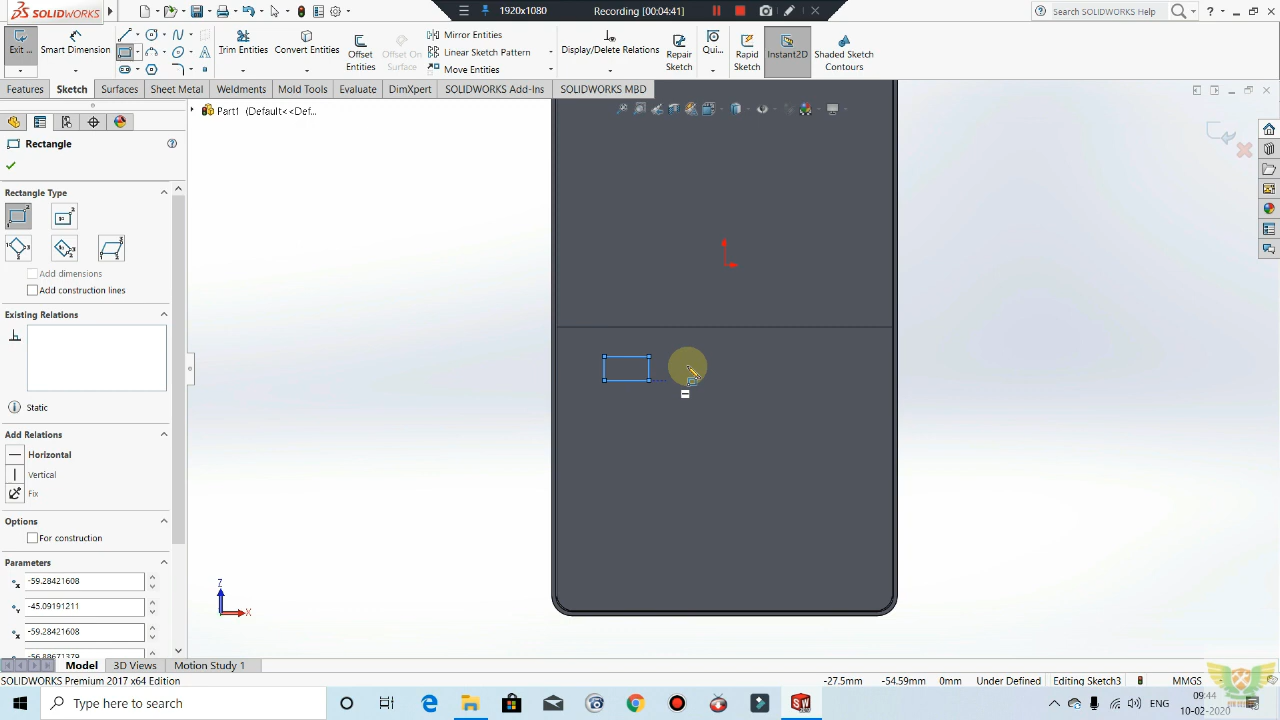 SOLIDWORKS
1920x1080
Recording [00:04:41]
Search SOLIDWORKS Help
Exit ...
Smart Dimension
Trim Entities
Convert Entities
Offset Entities
Offset On Surface
Mirror Entities
Linear Sketch Pattern
Move Entities
Display/Delete Relations
Repair Sketch
Qui...
Rapid Sketch
Instant2D
Shaded Sketch Contours
Features
Sketch
Surfaces
Sheet Metal
Weldments
Mold Tools
Evaluate
DimXpert
SOLIDWORKS Add-Ins
SOLIDWORKS MBD
Part1 (Default<<Def...
Rectangle
Rectangle Type
Add dimensions
Add construction lines
Existing Relations
Static
Add Relations
Horizontal
Vertical
Fix
Options
For construction
Parameters
-59.28421608
-45.09191211
-59.28421608
-56.88671379
Z
X
Model
3D Views
Motion Study 1
SOLIDWORKS Premium 2017 x64 Edition
-27.5mm
-54.59mm
0mm
Under Defined
Editing Sketch3
MMGS
Type here to search
ENG
09:44
10-02-2020